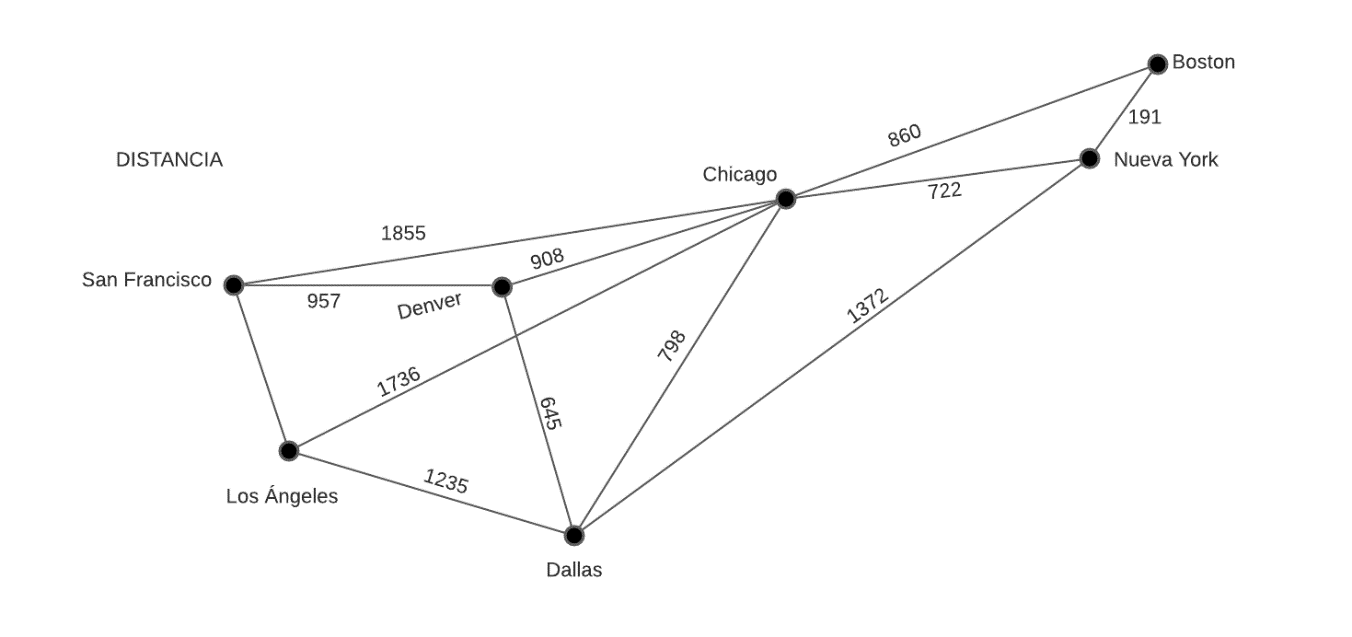 Boston
191
860
DISTANCIA
Nueva York
Chicago
722
1855
908
San Francisco
957
Denver
1372
798
1736
645
1235
Los Ángeles
Dallas